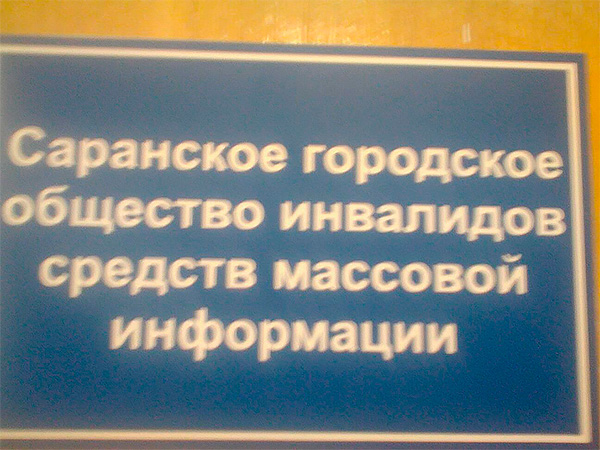 Саранское городское
общество инвалидов
средств массовой
информации